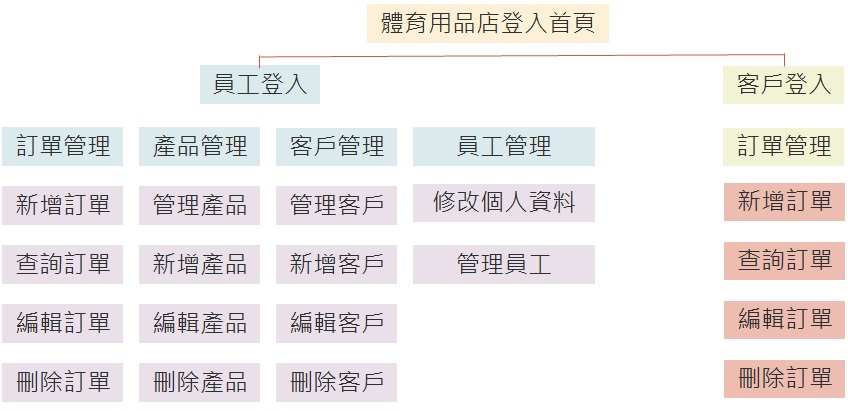 體育用品店登入首頁
員工登入
客戶登入
訂單管理
產品管理
客戶管理
員工管理
訂單管理
新增訂單
管理產品
管理客戶
修改個人資料
新增訂單
查詢訂單
新增產品
新增客戶
管理員工
查詢訂單
編輯訂單
編輯產品
編輯客戶
編輯訂單
刪除訂單
刪除產品
刪除客戶
刪除訂單